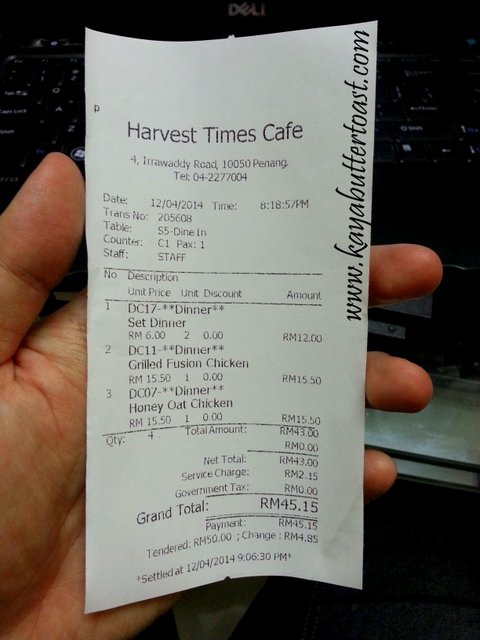 DELL
P
Harvest Times Cafe
4, Irrawaddy Road, 10050 Penang.
Tel: 04-2277004
Date: 12/04/2014 Time: 8:18:57PM
Trans No: 205608
Table: S5-Dine In
Counter: C1 Pax: 1
Staff: STAFF
No Description
Unit Price Unit Discount Amount
1 DC17-**Dinner**
Set Dinner
RM 6.00 2 0.00 RM12.00
2 DC11-**Dinner**
Grilled Fusion Chicken
RM 15.50 1 0.00 RM15.50
3 DC07-**Dinner**
Honey Oat Chicken
RM 15.50 1 0.00 RM15.50
Qty: 4 Total Amount: RM43.00
RM0.00
Net Total: RM43.00
Service Charge: RM2.15
Government Tax: RM0.00
Grand Total: RM45.15
Payment: RM45.15
Tendered: RM50.00 ; Change : RM4.85
*Settled at 12/04/2014 9:06:30 PM*
www.kayabuttertoast.com